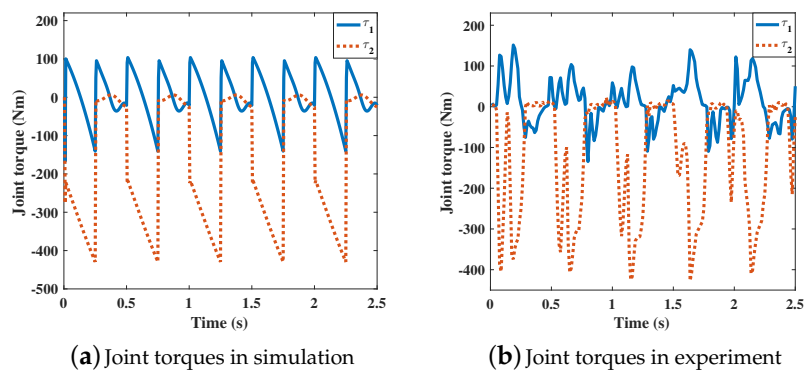 200
100
0
-100
-200
-300
-400
-500
Joint torque (Nm)
0
0.5
1
1.5
2
2.5
Time (s)
τ1
τ2
(a) Joint torques in simulation
200
100
0
-100
-200
-300
-400
Joint torque (Nm)
0
0.5
1
1.5
2
2.5
Time (s)
τ1
τ2
(b) Joint torques in experiment